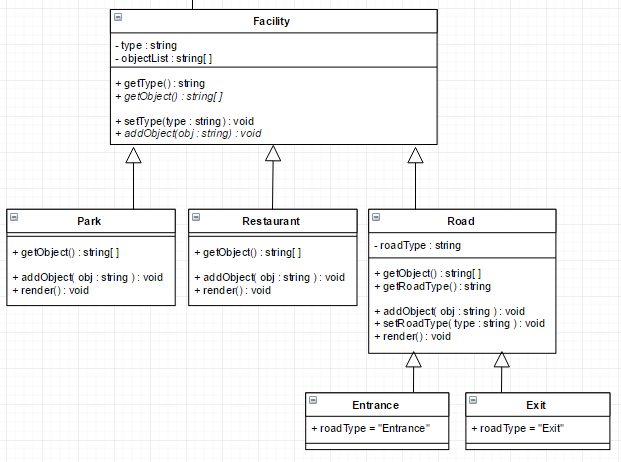 Facility
- type : string
- objectList : string[ ]
+ getType() : string
+ getObject() : string[ ]
+ setType(type : string) : void
+ addObject(obj : string) : void
Park
+ getObject() : string[ ]
+ addObject( obj : string ) : void
+ render() : void
Restaurant
+ getObject() : string[ ]
+ addObject( obj : string ) : void
+ render() : void
Road
- roadType : string
+ getObject() : string[ ]
+ getRoadType() : string
+ addObject( obj : string ) : void
+ setRoadType( type : string ) : void
+ render() : void
Entrance
+ roadType = "Entrance"
Exit
+ roadType = "Exit"